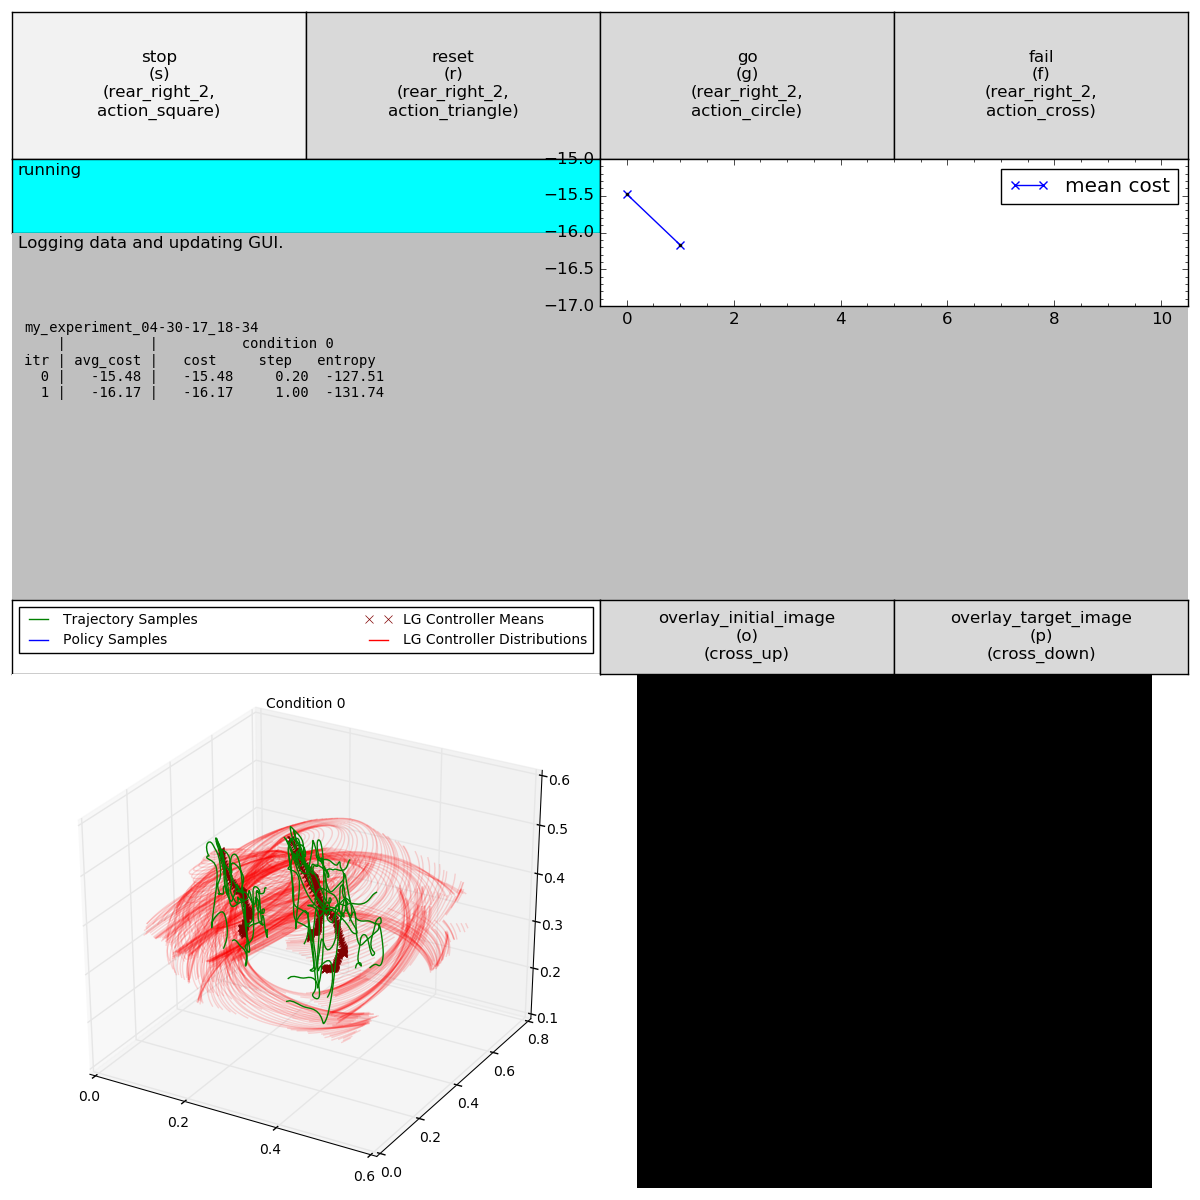 stop
(s)
(rear_right_2,
action_square)
reset
(r)
(rear_right_2,
action_triangle)
go
(g)
(rear_right_2,
action_circle)
fail
(f)
(rear_right_2,
action_cross)
running
−15.0
−15.5
−16.0
−16.5
−17.0
mean cost
0 2 4 6 8 10
Logging data and updating GUI.
my_experiment_04-30-17_18-34
| | condition 0
itr | avg_cost | cost step entropy
0 | -15.48 | -15.48 0.20 -127.51
1 | -16.17 | -16.17 1.00 -131.74
Trajectory Samples
Policy Samples
LG Controller Means
LG Controller Distributions
overlay_initial_image
(o)
(cross_up)
overlay_target_image
(p)
(cross_down)
Condition 0
0.6
0.5
0.4
0.3
0.2
0.1
0.8
0.6
0.4
0.2
0.0
0.0
0.2
0.4
0.6